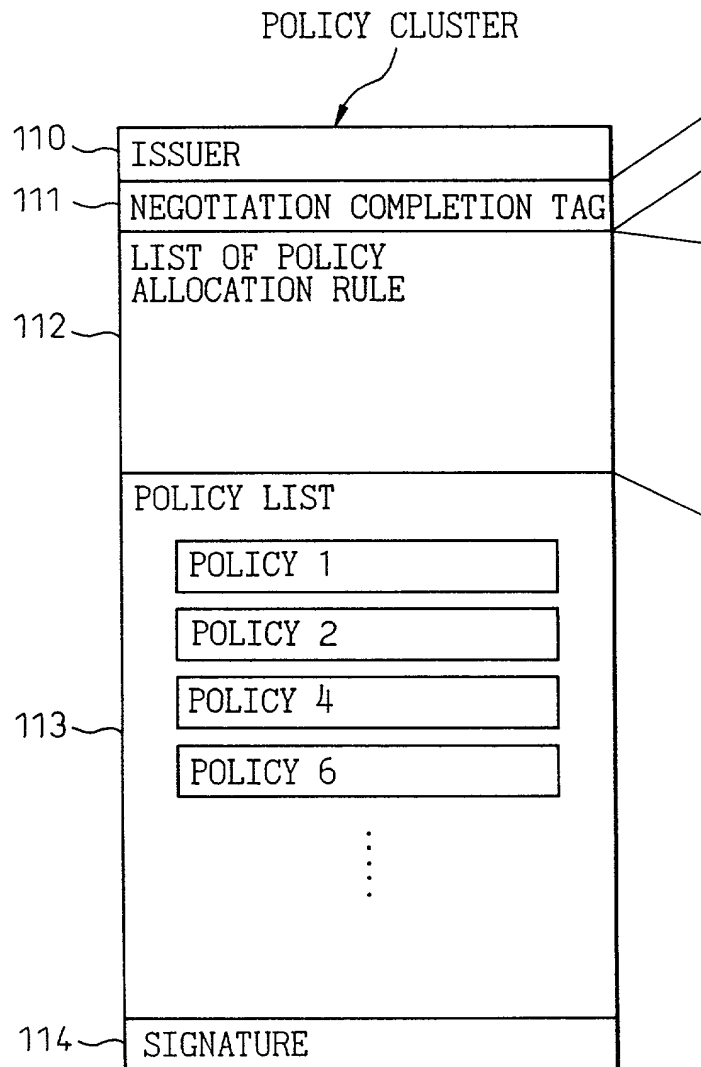 POLICY CLUSTER
110
ISSUER
111
NEGOTIATION COMPLETION TAG
LIST OF POLICY
ALLOCATION RULE
112
POLICY LIST
POLICY 1
POLICY 2
POLICY 4
113
POLICY 6
114
SIGNATURE